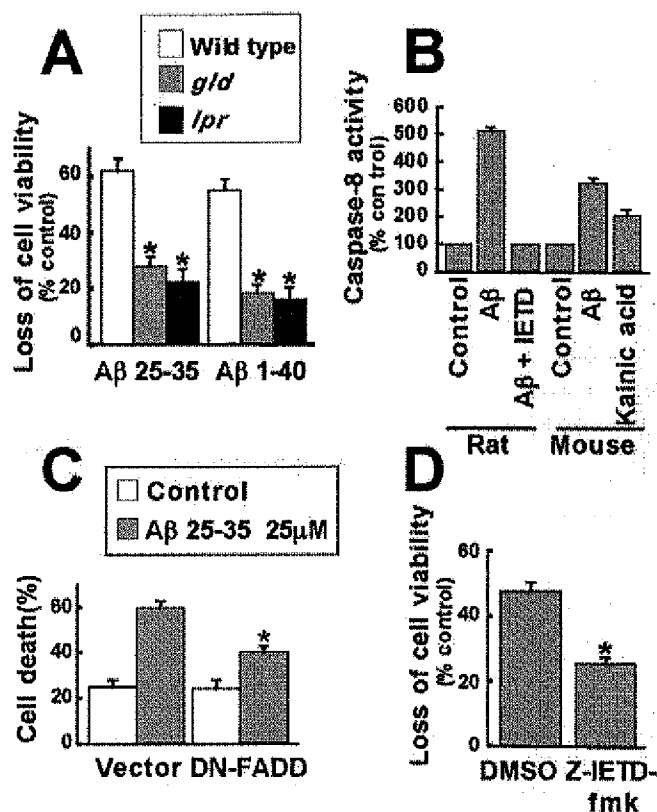 A
Wild type
gld
lpr
Loss of cell viability
(% control)
60
40
20
0
*
*
*
*
Aβ 25-35
Aβ 1-40
B
Caspase-8 activity
(% con trol)
600
500
400
300
200
100
0
Control
Aβ
Aβ + IETD
Control
Aβ
Kainic acid
Rat
Mouse
C
Control
Aβ 25-35 25μM
Cell death(%)
60
40
20
0
*
Vector DN-FADD
D
Loss of cell viability
(% control)
60
40
20
0
*
DMSO Z-IETD-
fmk